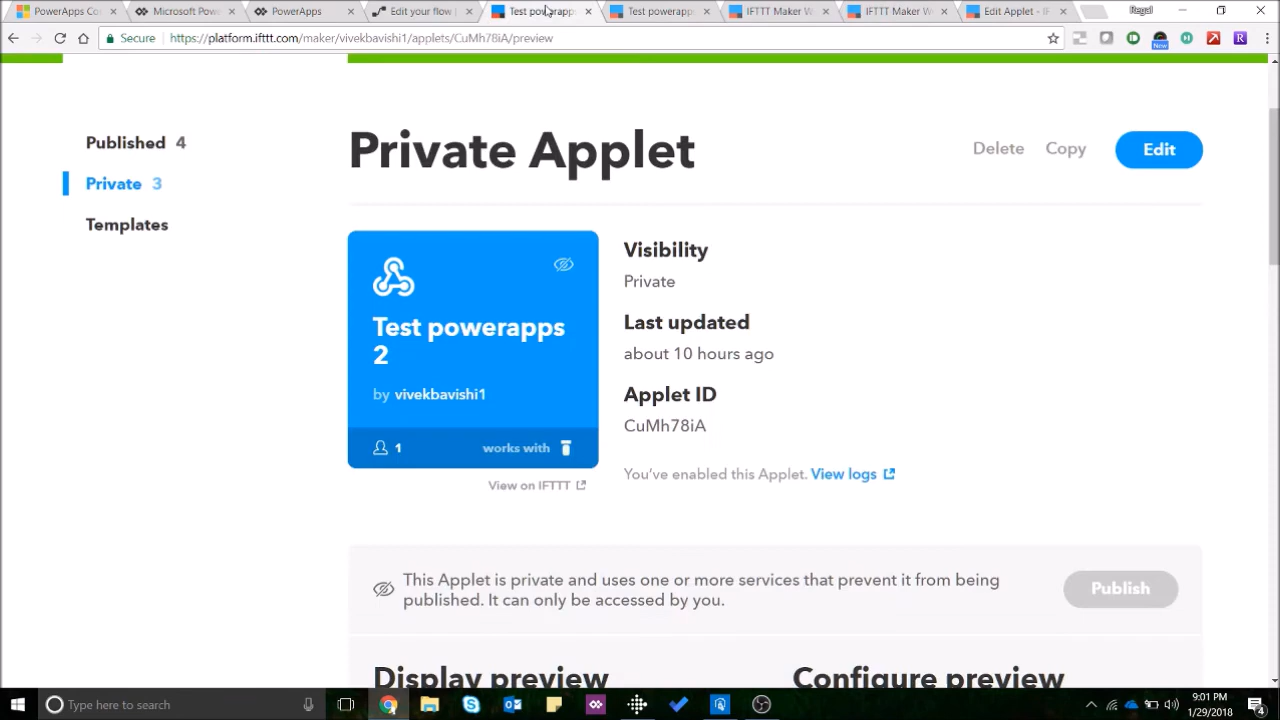 PowerApps Co
Microsoft Pow
PowerApps
Edit your flow
Test powerapp
Test powerapp
IFTTT Maker W
IFTTT Maker W
Edit Applet - IF
Secure
https://platform.ifttt.com/maker/vivekbavishi1/applets/CuMh78iA/preview
New
Published 4
Private 3
Templates
Private Applet
Delete
Copy
Edit
Test powerapps
2
by vivekbavishi1
1
works with
View on IFTTT
Visibility
Private
Last updated
about 10 hours ago
Applet ID
CuMh78iA
You've enabled this Applet. View logs
This Applet is private and uses one or more services that prevent it from being
published. It can only be accessed by you.
Publish
Display preview
Configure preview
Type here to search
9:01 PM
1/29/2018
4